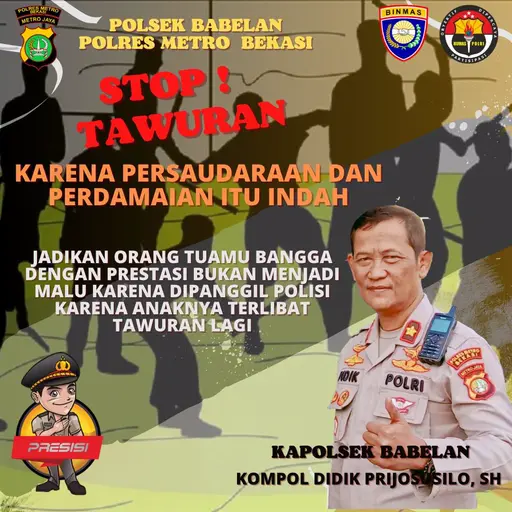 POLSEK BABELAN
POLRES METRO BEKASI
BINMAS
STOP !
TAWURAN
KARENA PERSAUDARAAN DAN
PERDAMAIAN ITU INDAH
JADIKAN ORANG TUAMU BANGGA
DENGAN PRESTASI BUKAN MENJADI
MALU KARENA DIPANGGIL POLISI
KARENA ANAKNYA TERLIBAT
TAWURAN LAGI
POLRI
PRESISI
KAPOLSEK BABELAN
KOMPOL DIDIK PRIJOSUSILO, SH